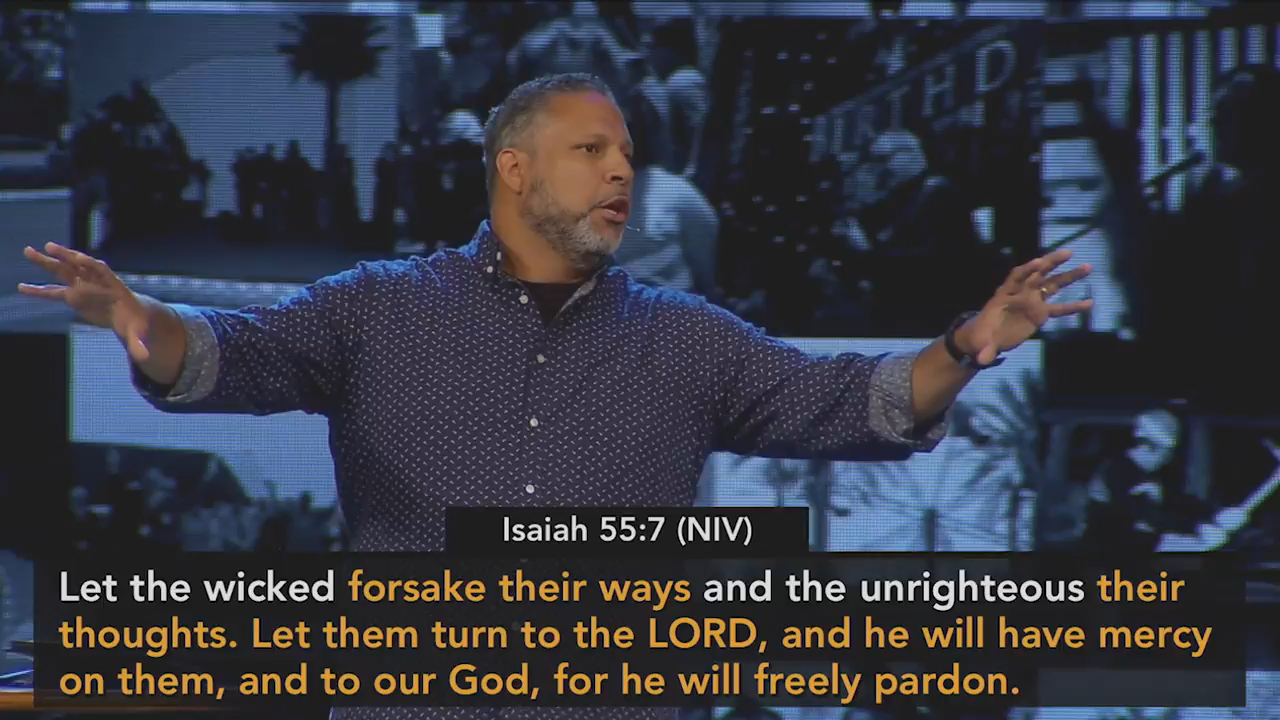 Isaiah 55:7 (NIV)
Let the wicked forsake their ways and the unrighteous their
thoughts. Let them turn to the LORD, and he will have mercy
on them, and to our God, for he will freely pardon.